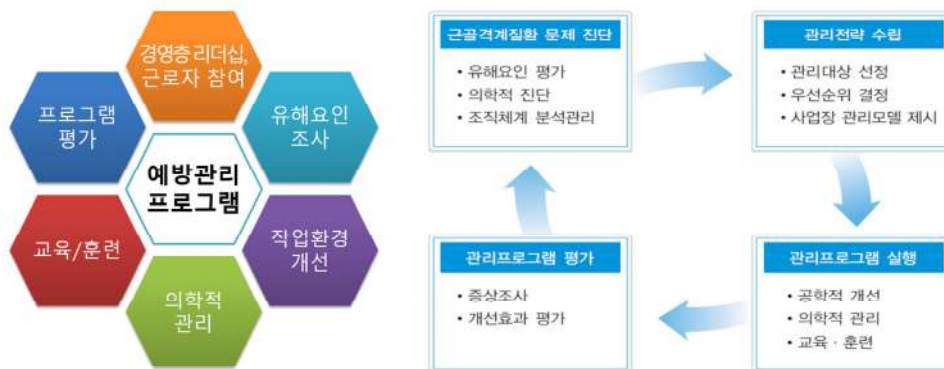 경영층 리더십,
근로자 참여
프로그램
평가
유해요인
조사
예방관리
프로그램
교육/훈련
작업환경
개선
의학적
관리
근골격계질환 문제 진단
• 유해요인 평가
• 의학적 진단
• 조직체계 분석관리
관리전략 수립
• 관리대상 선정
• 우선순위 결정
• 사업장 관리모델 제시
관리프로그램 평가
• 증상조사
• 개선효과 평가
관리프로그램 실행
• 공학적 개선
• 의학적 관리
• 교육 · 훈련